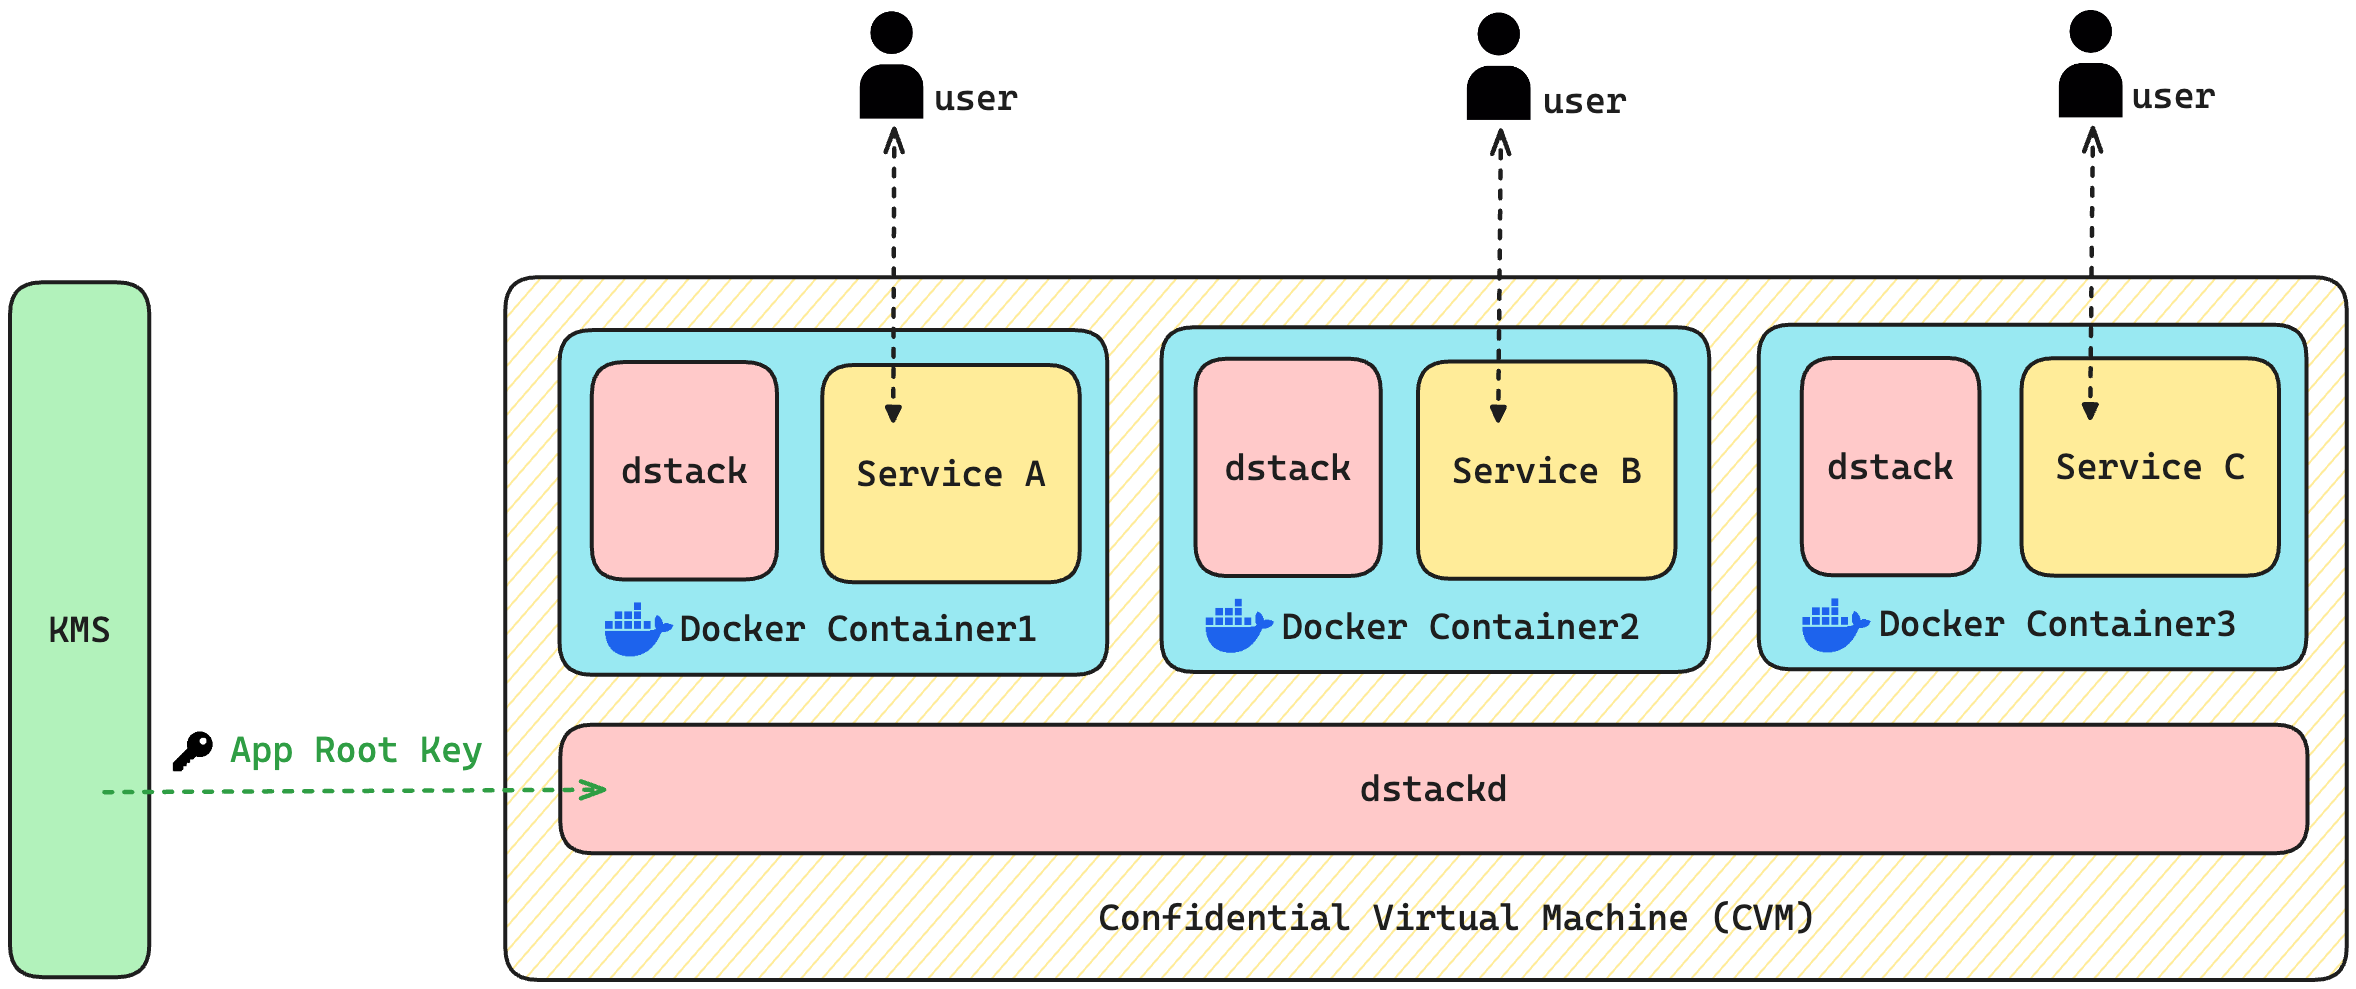 user
user
user
dstack
Service A
dstack
Service B
dstack
Service C
Docker Container1
Docker Container2
Docker Container3
KMS
App Root Key
dstackd
Confidential Virtual Machine (CVM)